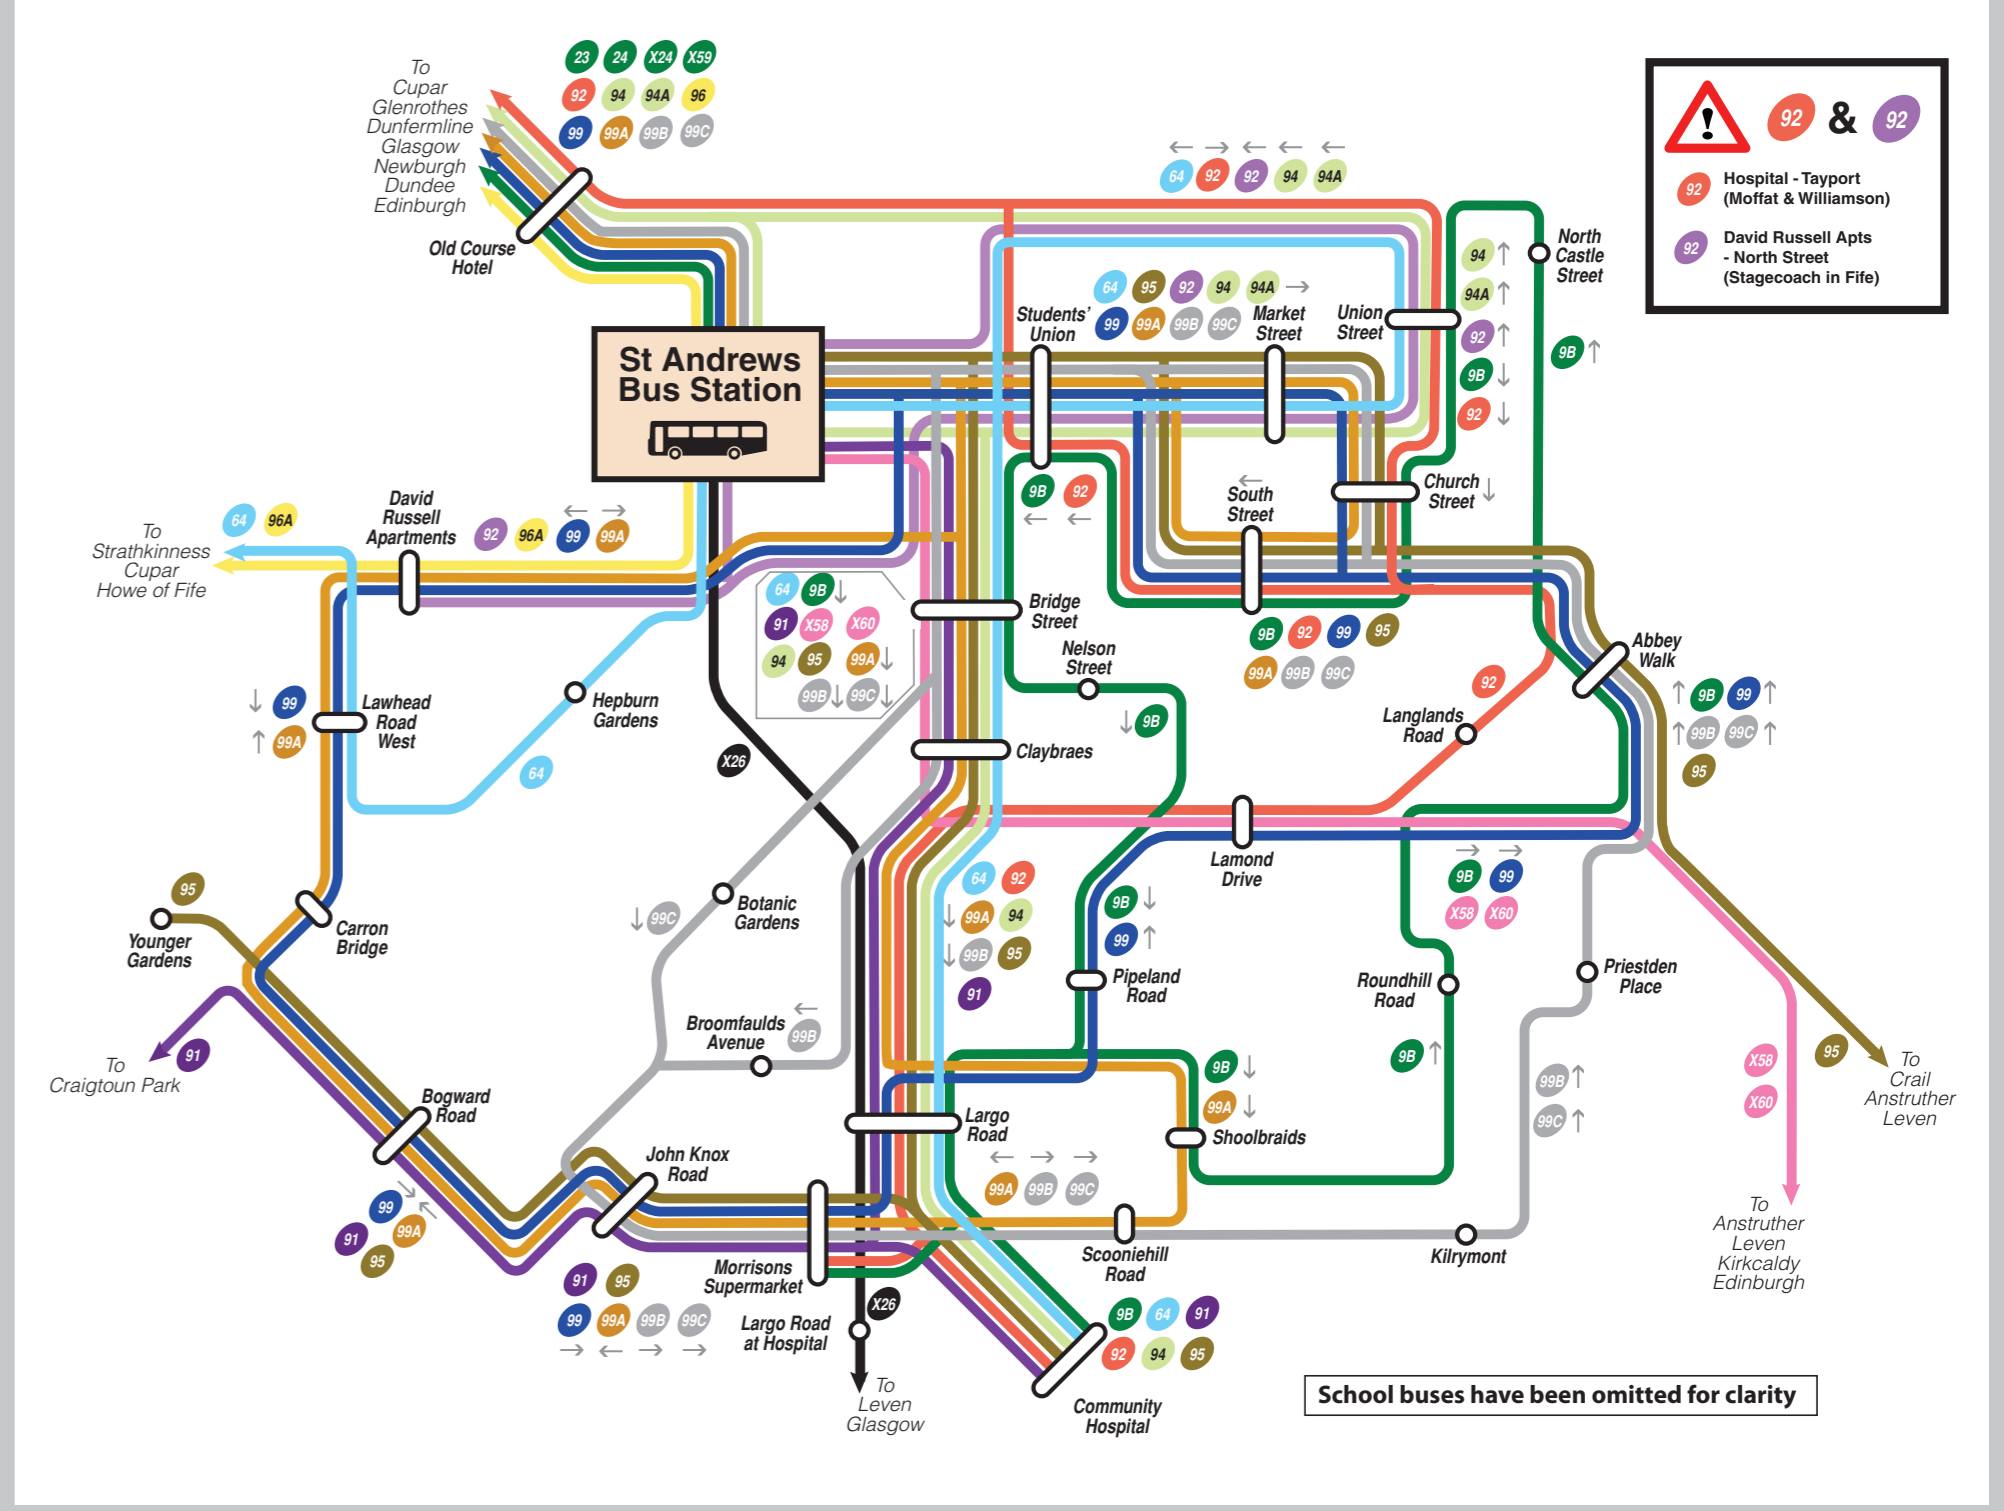 To
Cupar
Glenrothes
Dunfermline
Glasgow
Newburgh
Dundee
Edinburgh
23 24 X24 X59
92 94 94A 96
99 99A 99B 99C
Old Course
Hotel
← → ← ← ←
64 92 92 94 94A
! 92 & 92
92 Hospital - Tayport
(Moffat & Williamson)
92 David Russell Apts
- North Street
(Stagecoach in Fife)
North
Castle
Street
94 ↑
94A ↑
92 ↑
9B ↓
92 ↓
9B ↑
64 95 92 94 94A →
99 99A 99B 99C
Students'
Union
Market
Street
Union
Street
St Andrews
Bus Station
9B 92
← ←
←
South
Street
Church
Street ↓
David
Russell
Apartments
← →
92 96A 99 99A
64 96A
To
Strathkinness
Cupar
Howe of Fife
64 9B ↓
91 X58 X60
94 95 99A ↓
99B ↓ 99C ↓
Bridge
Street
Nelson
Street
9B 92 99 95
99A 99B 99C
Abbey
Walk
↑ 9B 99 ↑
↑ 99B 99C ↑
95
92
Langlands
Road
↓ 9B
↓ 99
↑ 99A
Lawhead
Road
West
Hepburn
Gardens
64
X26
Claybraes
Lamond
Drive
→ →
9B 99
X58 X60
95
Younger
Gardens
Carron
Bridge
↓ 99C
Botanic
Gardens
64 92
↓ 99A 94
↓ 99B 95
91
9B ↓
99 ↑
Pipeland
Road
Roundhill
Road
Priestden
Place
91
To
Craigtoun Park
Broomfaulds
Avenue
←
99B
9B ↓
99A ↓
Shoolbraids
9B ↑
99B ↑
99C ↑
X58
X60
95
To
Crail
Anstruther
Leven
Bogward
Road
Largo
Road
← → →
99A 99B 99C
John Knox
Road
99
91 99A
95
91 95
99 99A 99B 99C
→ ← → →
Morrisons
Supermarket
Scooniehill
Road
Kilrymont
To
Anstruther
Leven
Kirkcaldy
Edinburgh
X26
Largo Road
at Hospital
9B 64 91
92 94 95
To
Leven
Glasgow
Community
Hospital
School buses have been omitted for clarity